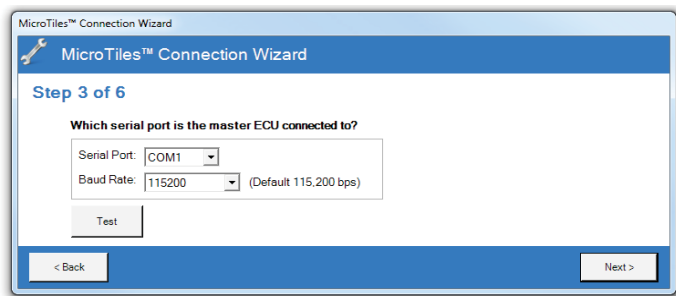 MicroTiles™ Connection Wizard
MicroTiles™ Connection Wizard
Step 3 of 6
Which serial port is the master ECU connected to?
Serial Port: COM1
Baud Rate: 115200 (Default 115,200 bps)
Test
< Back Next >